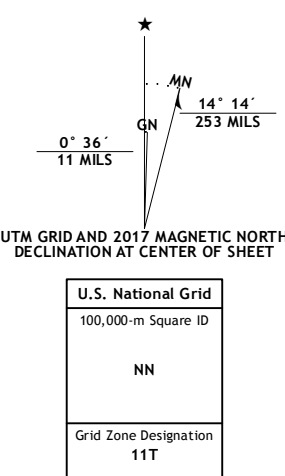 ★
MN
14° 14´
253 MILS
GN
0° 36´
11 MILS
UTM GRID AND 2017 MAGNETIC NORTH
DECLINATION AT CENTER OF SHEET
U.S. National Grid
100,000-m Square ID
NN
Grid Zone Designation
11T